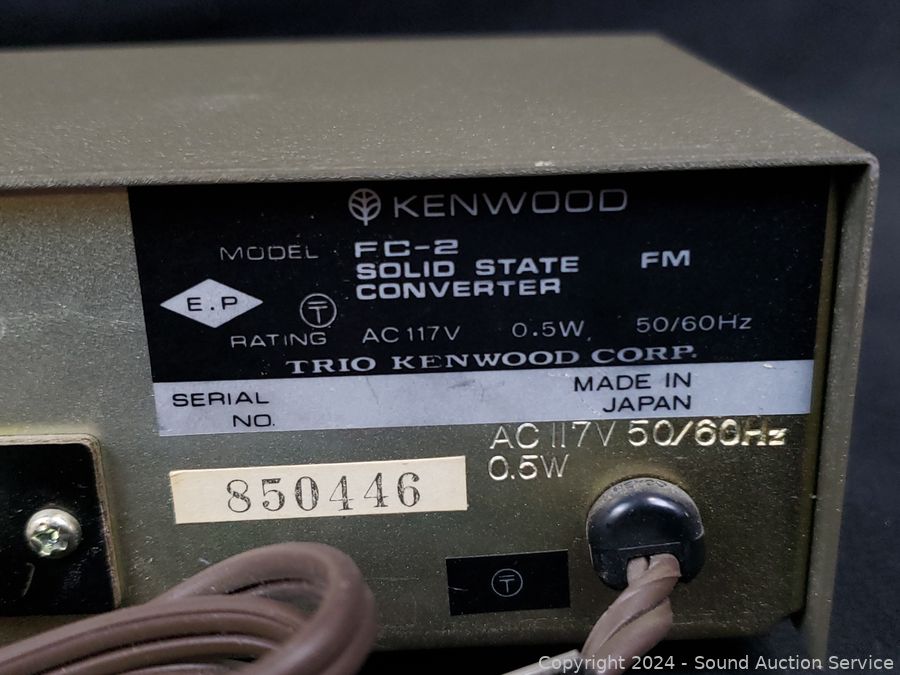 KENWOOD
MODEL FC-2 FM
SOLID STATE
CONVERTER
E.P
RATING AC 117V 0.5W 50/60Hz
TRIO KENWOOD CORP.
SERIAL NO.
MADE IN JAPAN
AC 117V 50/60Hz
0.5W
850446
Copyright © 2024 - Sound Auction Service